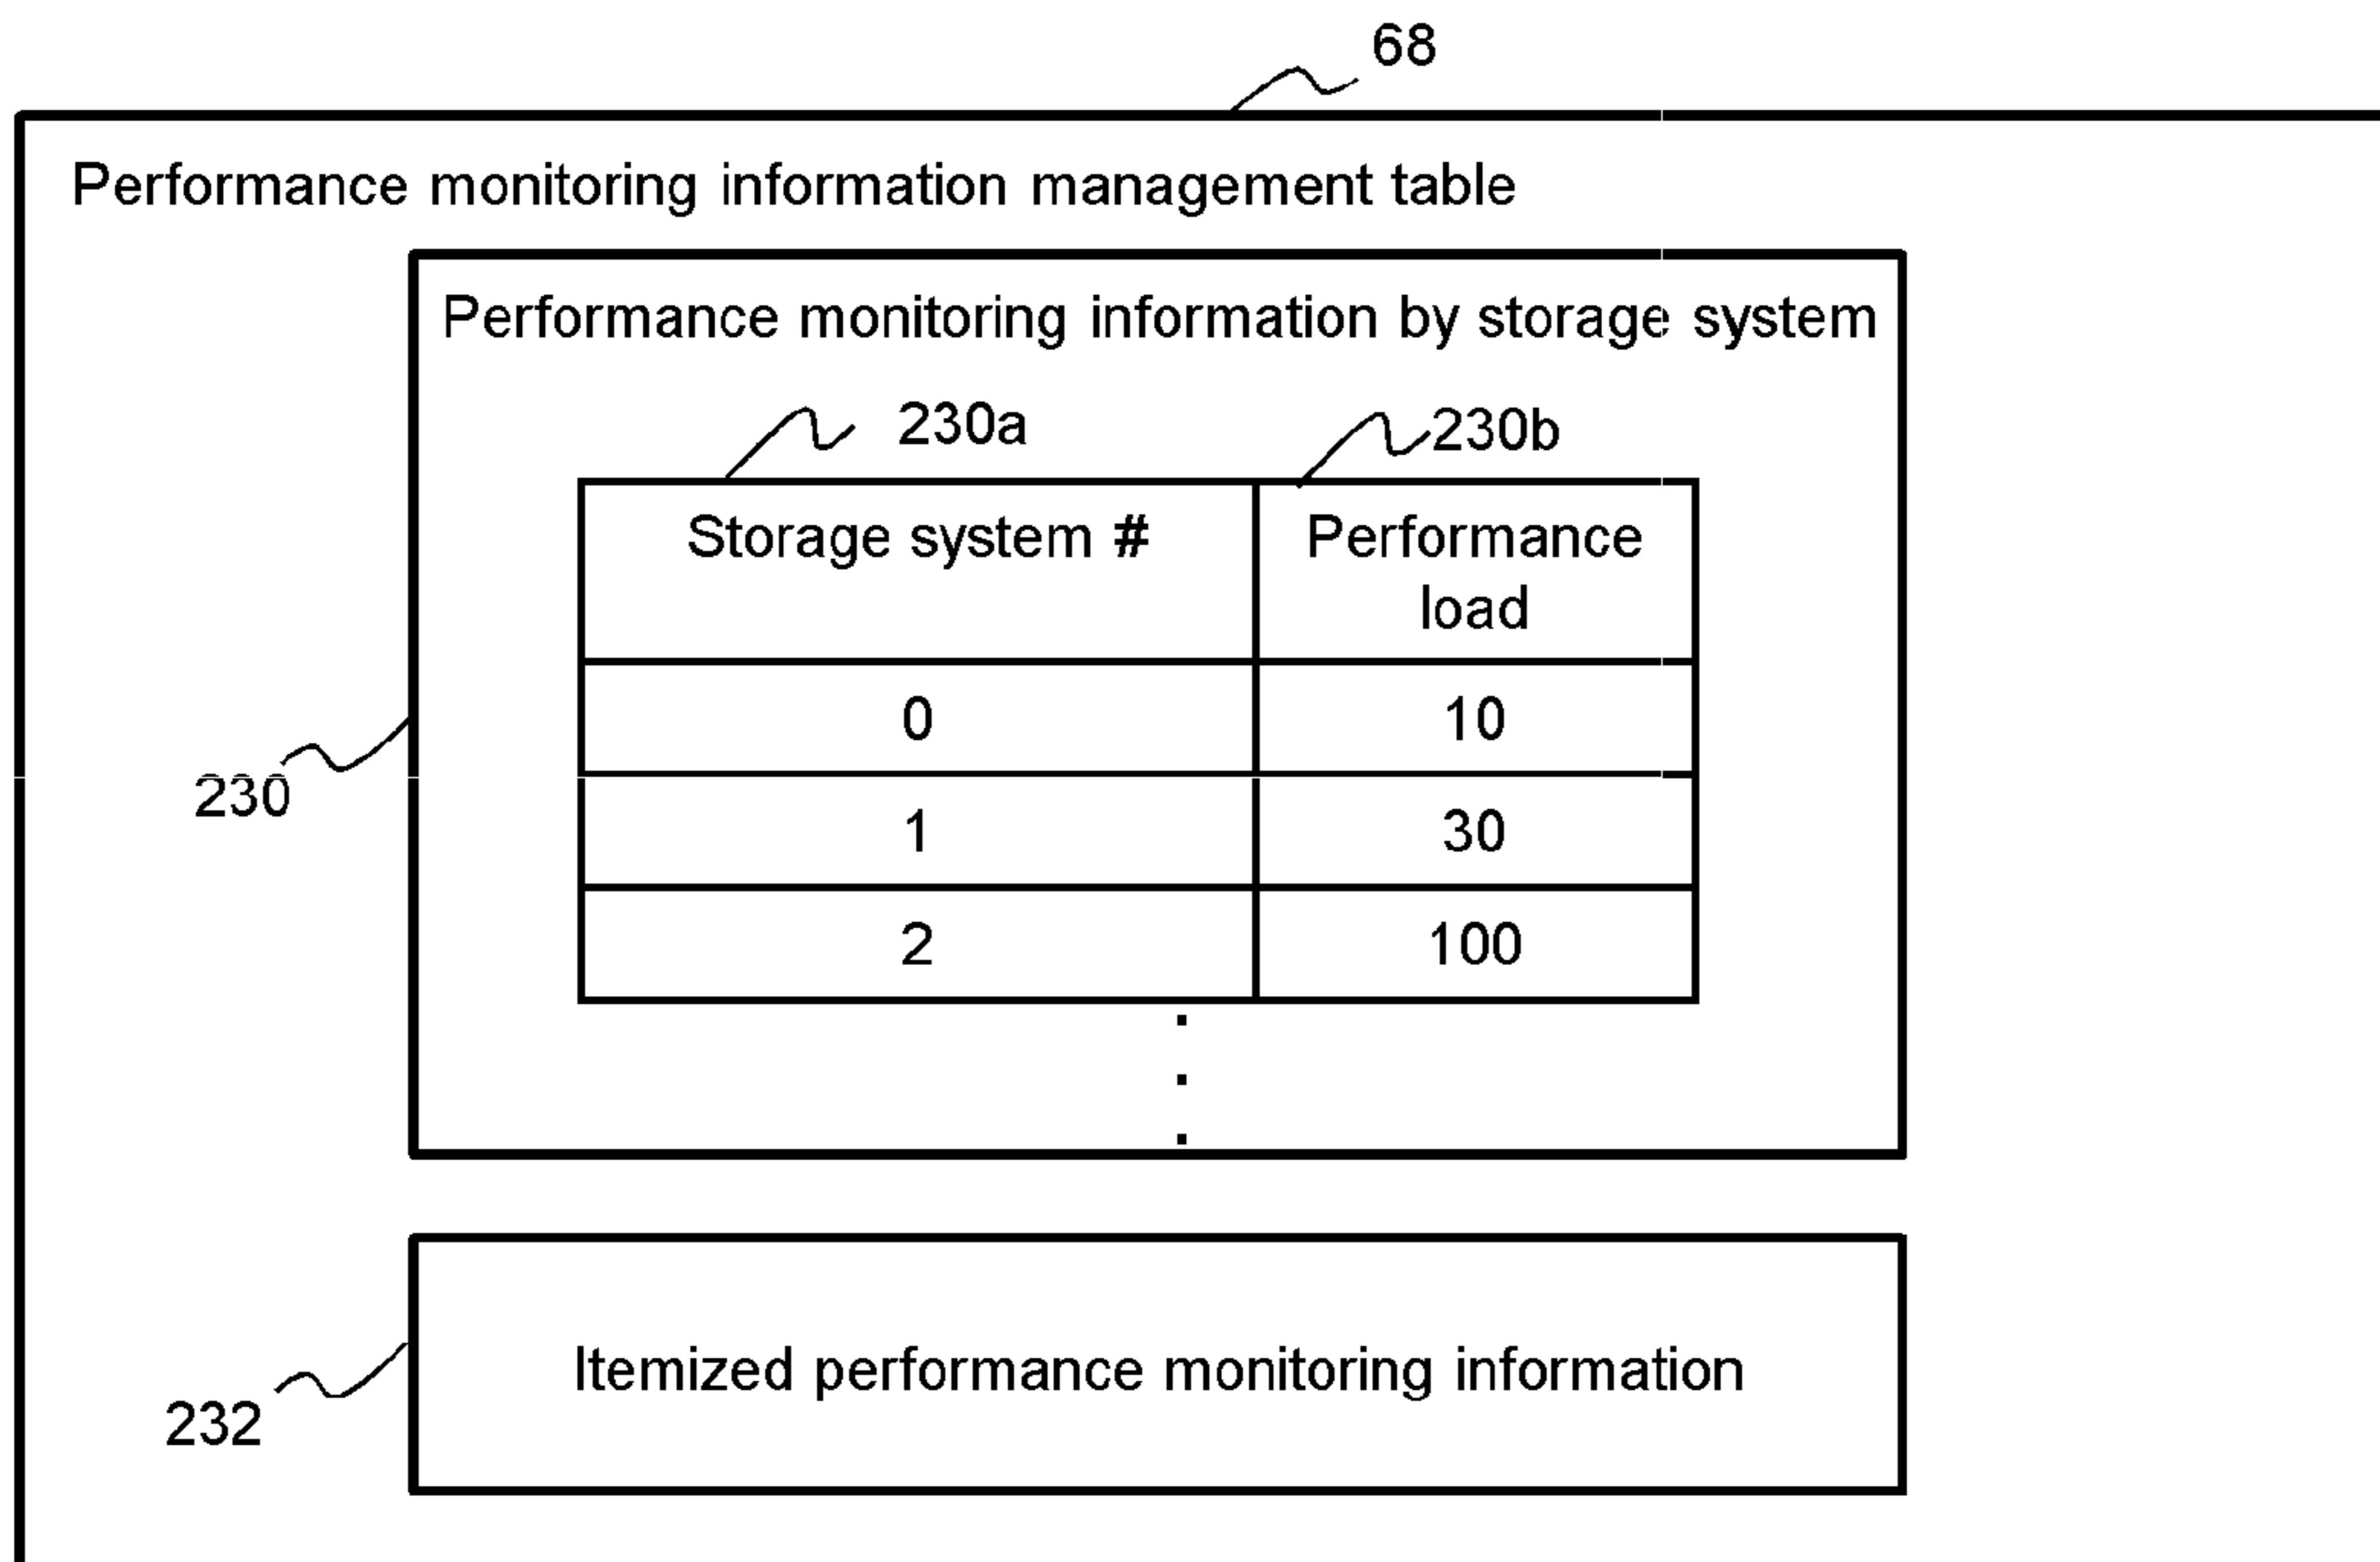 68
Performance monitoring information management table
Performance monitoring information by storage system
230a
230b
Storage system #
Performance
load
0
10
230
1
30
2
100
Itemized performance monitoring information
232